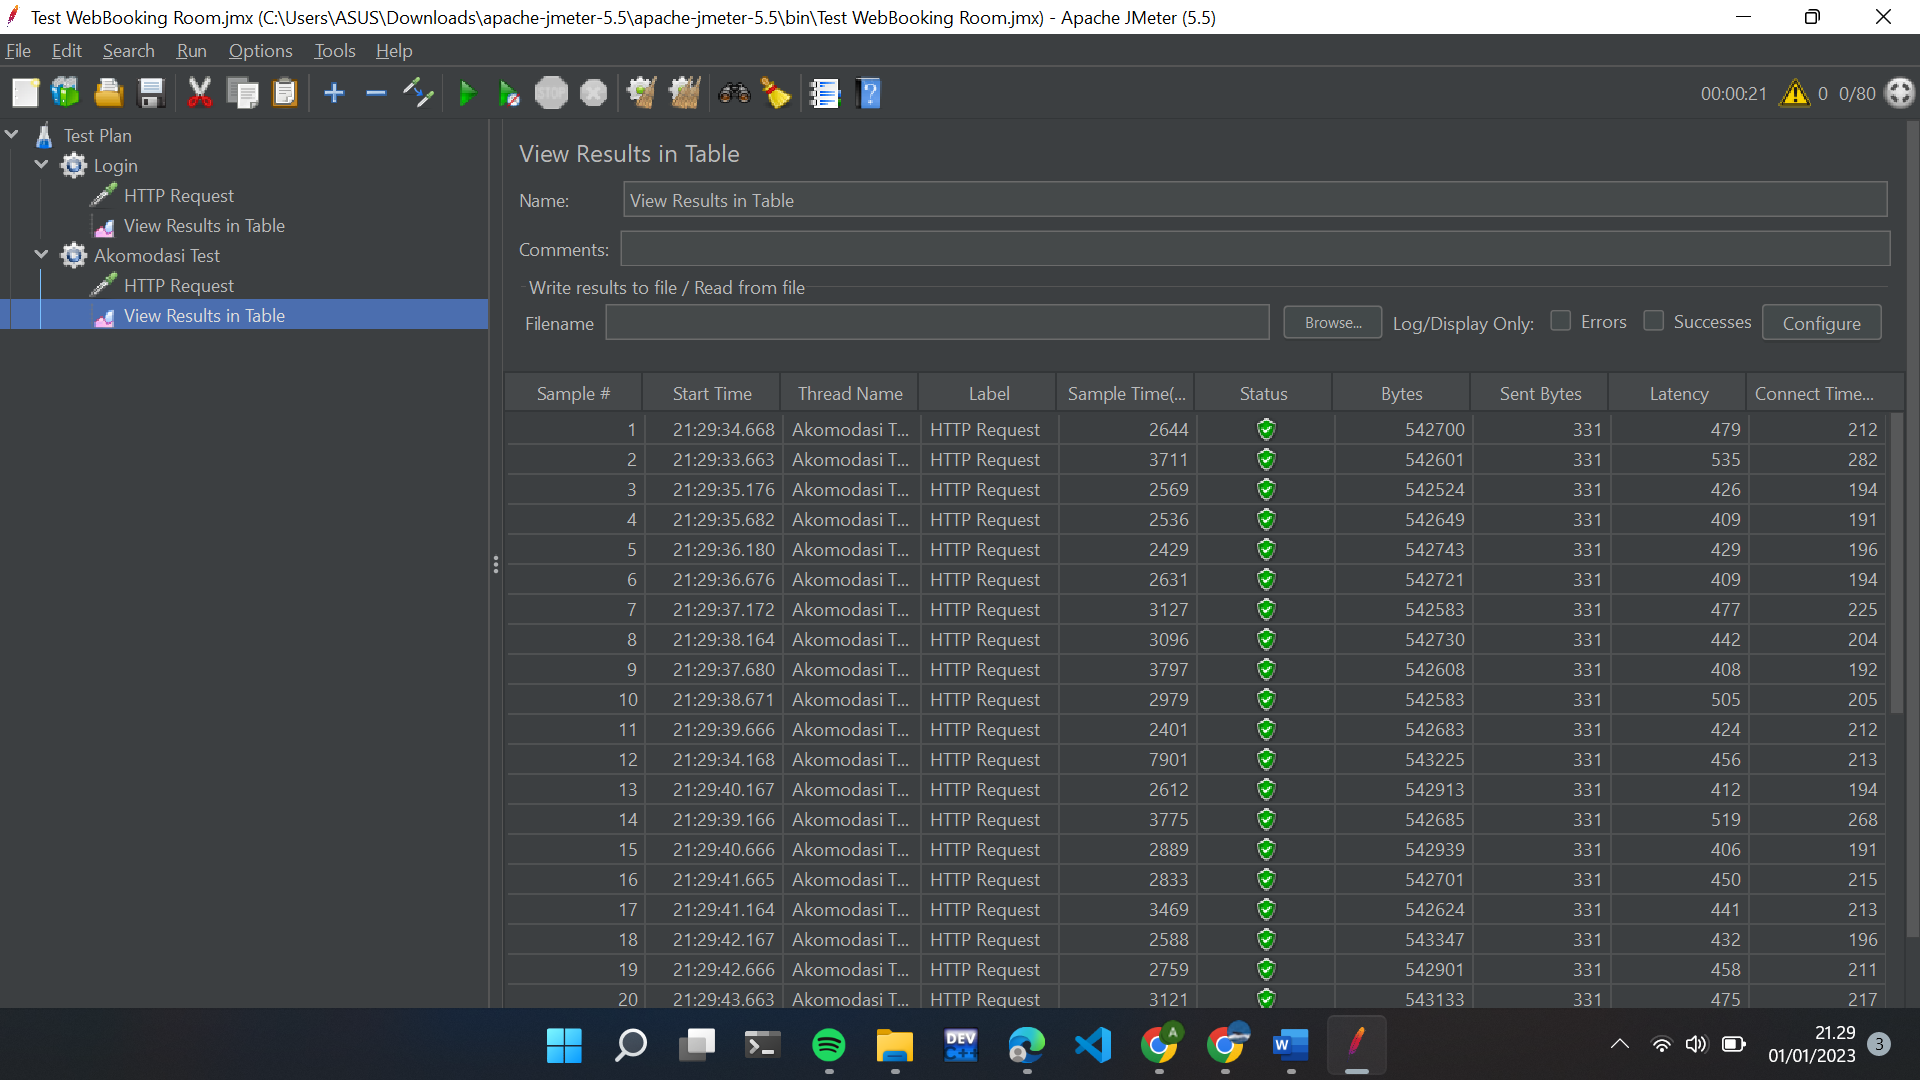 Test WebBooking Room.jmx (C:\Users\ASUS\Downloads\apache-jmeter-5.5\apache-jmeter-5.5\bin\Test WebBooking Room.jmx) - Apache JMeter (5.5)
File Edit Search Run Options Tools Help
STOP 00:00:21 0 0/80
Test Plan
Login
HTTP Request
View Results in Table
Akomodasi Test
HTTP Request
View Results in Table
View Results in Table
Name: View Results in Table
Comments:
Write results to file / Read from file
Filename Browse... Log/Display Only: Errors Successes Configure
Sample # Start Time Thread Name Label Sample Time(... Status Bytes Sent Bytes Latency Connect Time...
1 21:29:34.668 Akomodasi T... HTTP Request 2644 542700 331 479 212
2 21:29:33.663 Akomodasi T... HTTP Request 3711 542601 331 535 282
3 21:29:35.176 Akomodasi T... HTTP Request 2569 542524 331 426 194
4 21:29:35.682 Akomodasi T... HTTP Request 2536 542649 331 409 191
5 21:29:36.180 Akomodasi T... HTTP Request 2429 542743 331 429 196
6 21:29:36.676 Akomodasi T... HTTP Request 2631 542721 331 409 194
7 21:29:37.172 Akomodasi T... HTTP Request 3127 542583 331 477 225
8 21:29:38.164 Akomodasi T... HTTP Request 3096 542730 331 442 204
9 21:29:37.680 Akomodasi T... HTTP Request 3797 542608 331 408 192
10 21:29:38.671 Akomodasi T... HTTP Request 2979 542583 331 505 205
11 21:29:39.666 Akomodasi T... HTTP Request 2401 542683 331 424 212
12 21:29:34.168 Akomodasi T... HTTP Request 7901 543225 331 456 213
13 21:29:40.167 Akomodasi T... HTTP Request 2612 542913 331 412 194
14 21:29:39.166 Akomodasi T... HTTP Request 3775 542685 331 519 268
15 21:29:40.666 Akomodasi T... HTTP Request 2889 542939 331 406 191
16 21:29:41.665 Akomodasi T... HTTP Request 2833 542701 331 450 215
17 21:29:41.164 Akomodasi T... HTTP Request 3469 542624 331 441 213
18 21:29:42.167 Akomodasi T... HTTP Request 2588 543347 331 432 196
19 21:29:42.666 Akomodasi T... HTTP Request 2759 542901 331 458 211
20 21:29:43.663 Akomodasi T... HTTP Request 3121 543133 331 475 217
DEV C++ A W 21.29
01/01/2023 3